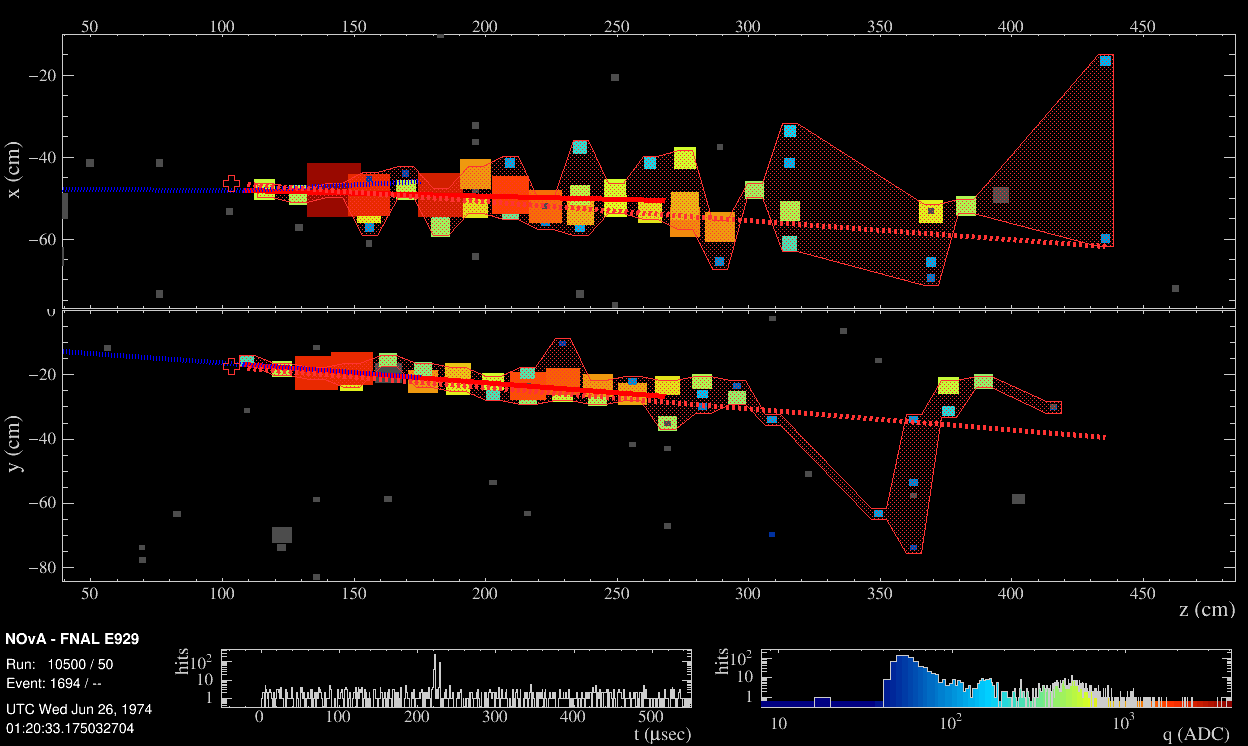 50 100 150 200 250 300 350 400 450
−20
−40
−60
x (cm)
0
−20
−40
−60
−80
y (cm)
50 100 150 200 250 300 350 400 450
z (cm)
NOvA - FNAL E929
Run: 10500 / 50
Event: 1694 / --
UTC Wed Jun 26, 1974
01:20:33.175032704
hits
10²
10
1
0 100 200 300 400 500
t (μsec)
hits
10²
10
1
10 10² 10³
q (ADC)